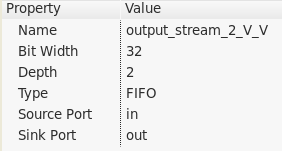 Property Value
Name output_stream_2_V_V
Bit Width 32
Depth 2
Type FIFO
Source Port in
Sink Port out